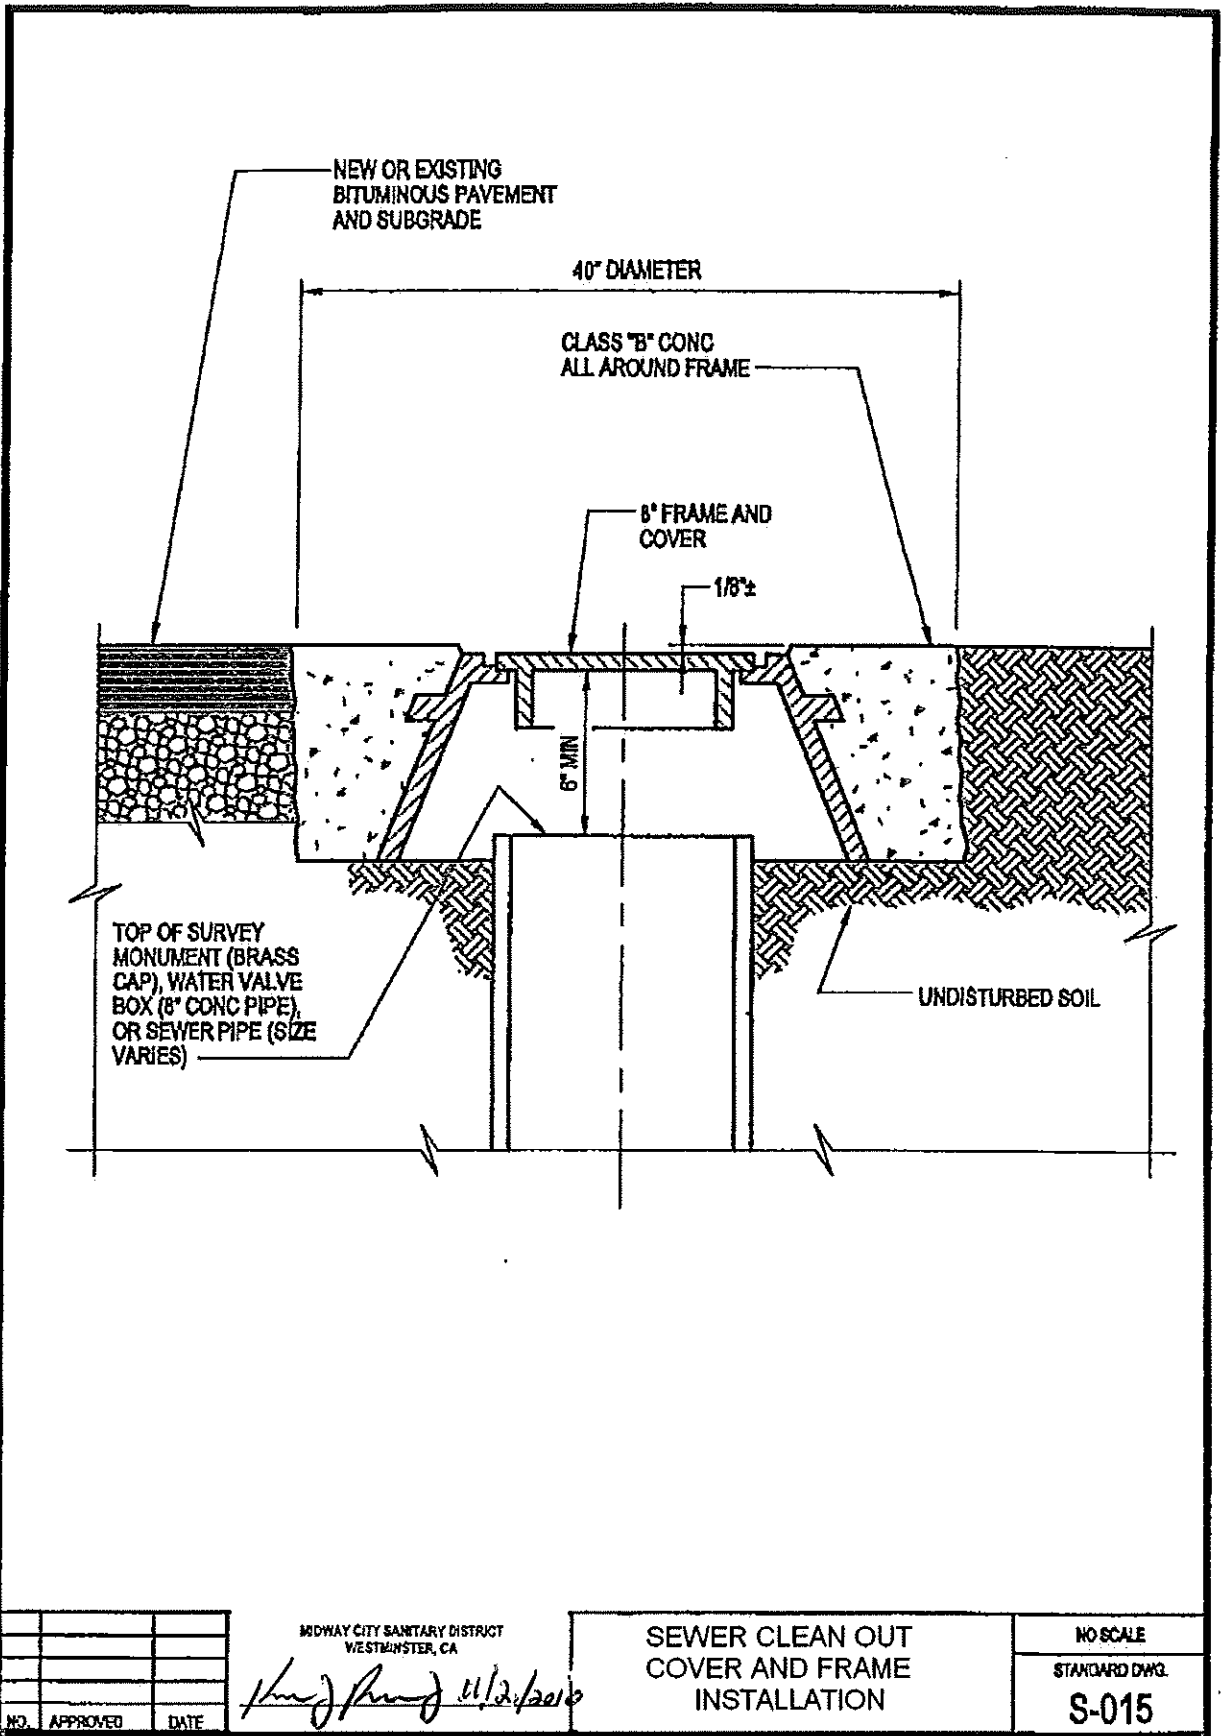 NEW OR EXISTING
BITUMINOUS PAVEMENT
AND SUBGRADE
40" DIAMETER
CLASS "B" CONC
ALL AROUND FRAME
8" FRAME AND
COVER
1/8"±
6" MIN
TOP OF SURVEY
MONUMENT (BRASS
CAP), WATER VALVE
BOX (8" CONC PIPE),
OR SEWER PIPE (SIZE
VARIES)
UNDISTURBED SOIL
NO.
APPROVED
DATE
MIDWAY CITY SANITARY DISTRICT
WESTMINSTER, CA
SEWER CLEAN OUT
COVER AND FRAME
INSTALLATION
NO SCALE
STANDARD DWG.
S-015